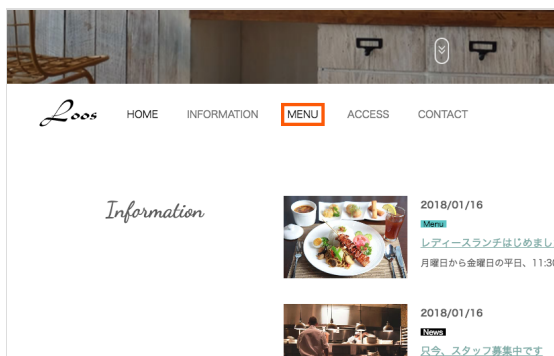 Loos HOME INFORMATION MENU ACCESS CONTACT
Information
2018/01/16
Menu
レディースランチはじめまし
月曜日から金曜日の平日、11:30
2018/01/16
News
只今、スタッフ募集中です